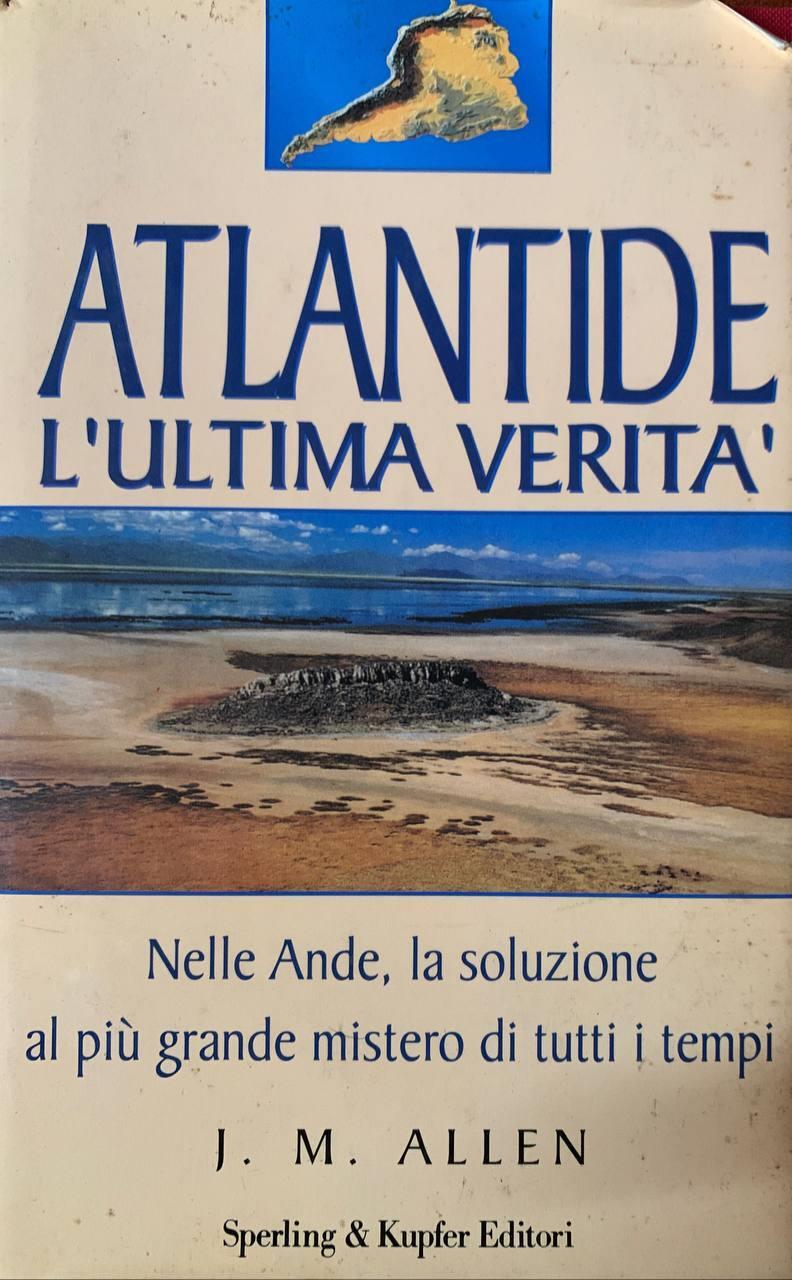 ATLANTIDE
L'ULTIMA VERITA'
Nelle Ande, la soluzione
al più grande mistero di tutti i tempi
J. M. ALLEN
Sperling & Kupfer Editori